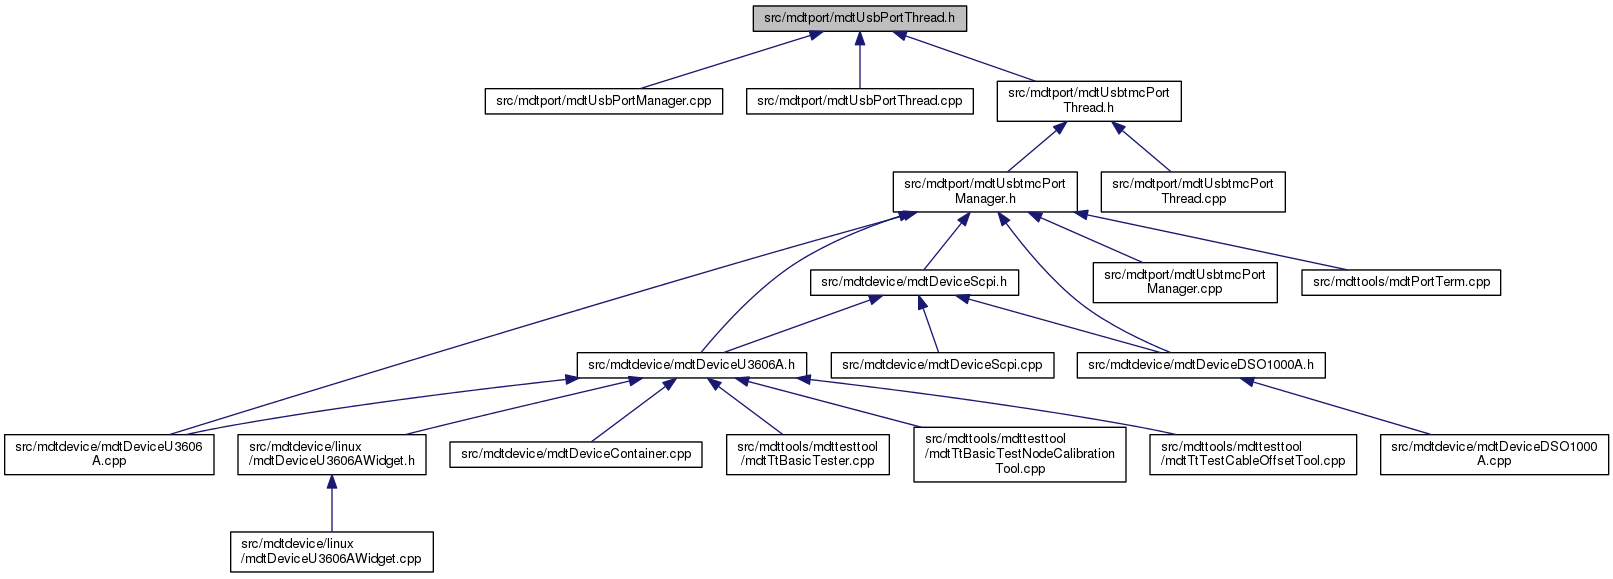 src/mdtport/mdtUsbPortThread.h
src/mdtport/mdtUsbPortManager.cpp
src/mdtport/mdtUsbPortThread.cpp
src/mdtport/mdtUsbtmcPort
Thread.h
src/mdtport/mdtUsbtmcPort
Manager.h
src/mdtport/mdtUsbtmcPort
Thread.cpp
src/mdtdevice/mdtDeviceScpi.h
src/mdtport/mdtUsbtmcPort
Manager.cpp
src/mdttools/mdtPortTerm.cpp
src/mdtdevice/mdtDeviceU3606A.h
src/mdtdevice/mdtDeviceScpi.cpp
src/mdtdevice/mdtDeviceDSO1000A.h
src/mdtdevice/mdtDeviceU3606
A.cpp
src/mdtdevice/linux
/mdtDeviceU3606AWidget.h
src/mdtdevice/mdtDeviceContainer.cpp
src/mdttools/mdttesttool
/mdtTtBasicTester.cpp
src/mdttools/mdttesttool
/mdtTtBasicTestNodeCalibration
Tool.cpp
src/mdttools/mdttesttool
/mdtTtTestCableOffsetTool.cpp
src/mdtdevice/mdtDeviceDSO1000
A.cpp
src/mdtdevice/linux
/mdtDeviceU3606AWidget.cpp